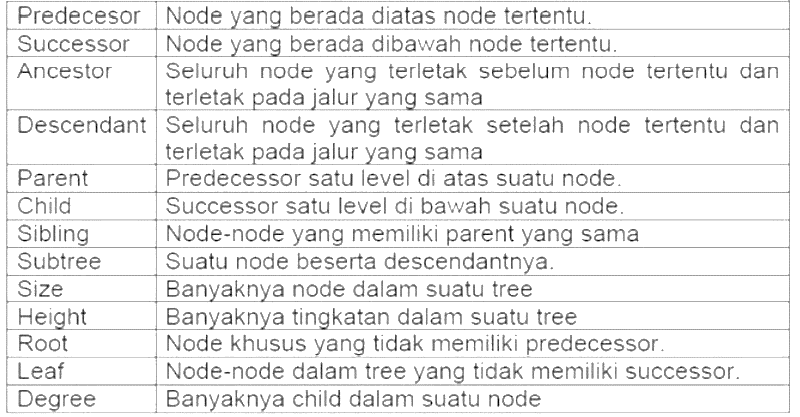 Predecesor Node yang berada diatas node tertentu.
Successor Node yang berada dibawah node tertentu.
Ancestor Seluruh node yang terletak sebelum node tertentu dan
terletak pada jalur yang sama
Descendant Seluruh node yang terletak setelah node tertentu dan
terletak pada jalur yang sama
Parent Predecessor satu level di atas suatu node.
Child Successor satu level di bawah suatu node.
Sibling Node-node yang memiliki parent yang sama
Subtree Suatu node beserta descendantnya.
Size Banyaknya node dalam suatu tree
Height Banyaknya tingkatan dalam suatu tree
Root Node khusus yang tidak memiliki predecessor.
Leaf Node-node dalam tree yang tidak memiliki successor.
Degree Banyaknya child dalam suatu node